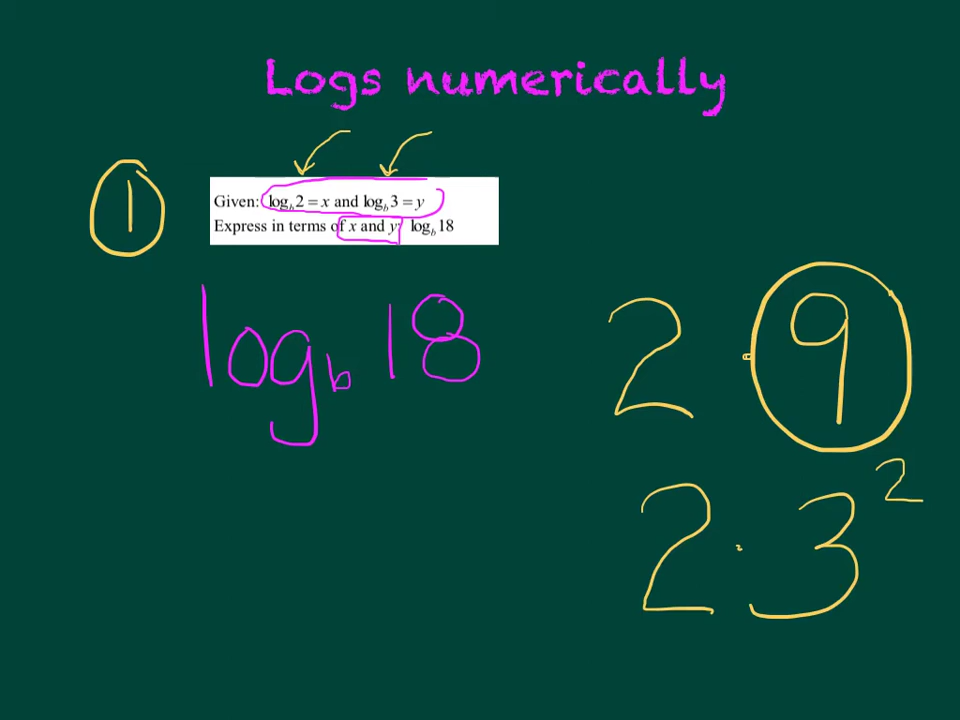 Logs numerically
1
Given: log_b 2 = x and log_b 3 = y
Express in terms of x and y: log_b 18
log_b 18
2 · 9
2 · 3²